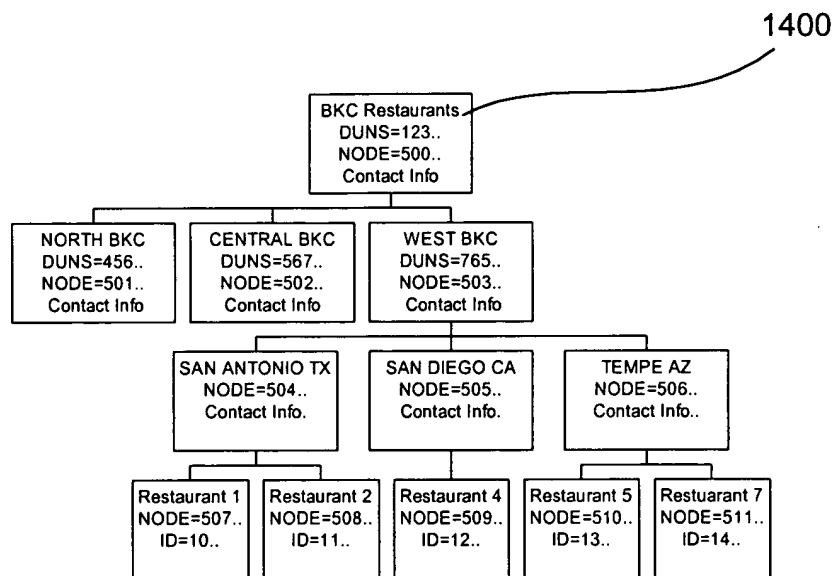 1400
BKC Restaurants
DUNS=123..
NODE=500..
Contact Info
NORTH BKC
DUNS=456..
NODE=501..
Contact Info
CENTRAL BKC
DUNS=567..
NODE=502..
Contact Info
WEST BKC
DUNS=765..
NODE=503..
Contact Info
SAN ANTONIO TX
NODE=504..
Contact Info.
SAN DIEGO CA
NODE=505..
Contact Info.
TEMPE AZ
NODE=506..
Contact Info..
Restaurant 1
NODE=507..
ID=10..
Restaurant 2
NODE=508..
ID=11..
Restaurant 4
NODE=509..
ID=12..
Restaurant 5
NODE=510..
ID=13..
Restuarant 7
NODE=511..
ID=14..